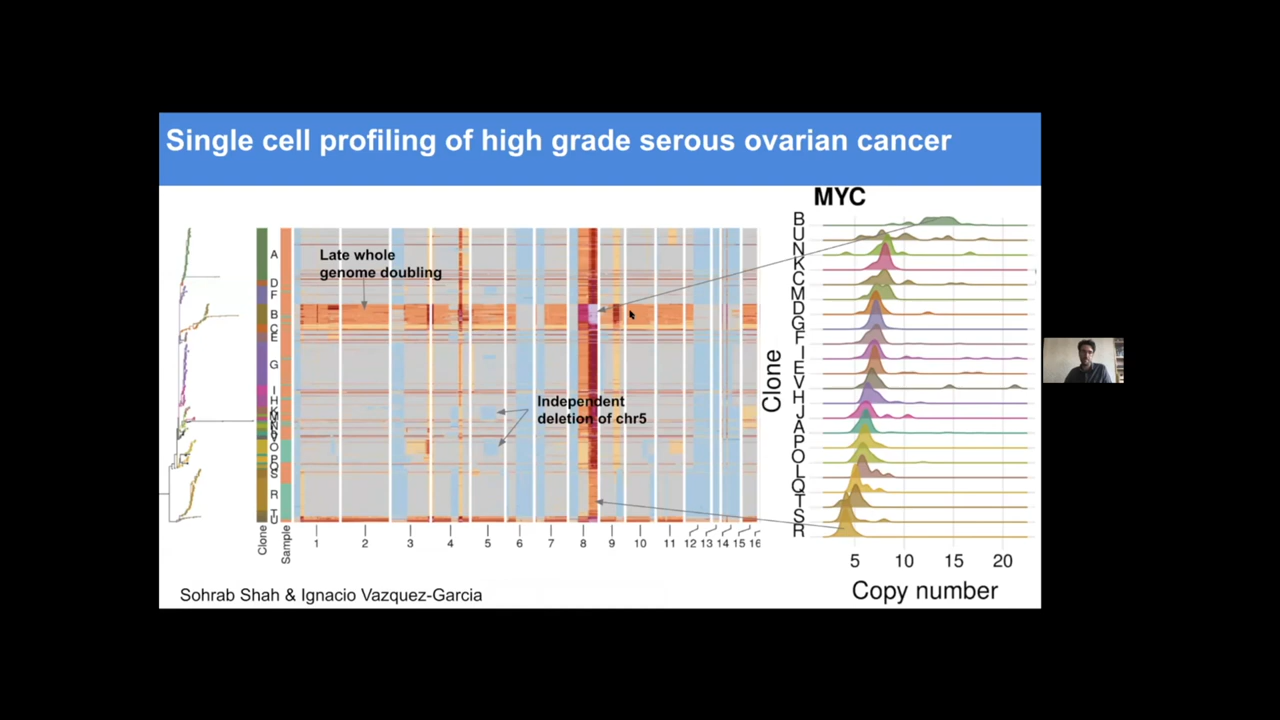 Single cell profiling of high grade serous ovarian cancer
MYC
Late whole
genome doubling
Independent
deletion of chr5
A
D
F
B
C
E
G
I
H
K
M
N
V
O
P
Q
S
R
T
U
Clone
Sample
1 2 3 4 5 6 7 8 9 10 11 12 13 14 15 16
Clone
B
U
N
K
C
M
D
G
F
I
E
V
H
J
A
P
O
L
Q
T
S
R
5 10 15 20
Copy number
Sohrab Shah & Ignacio Vazquez-Garcia